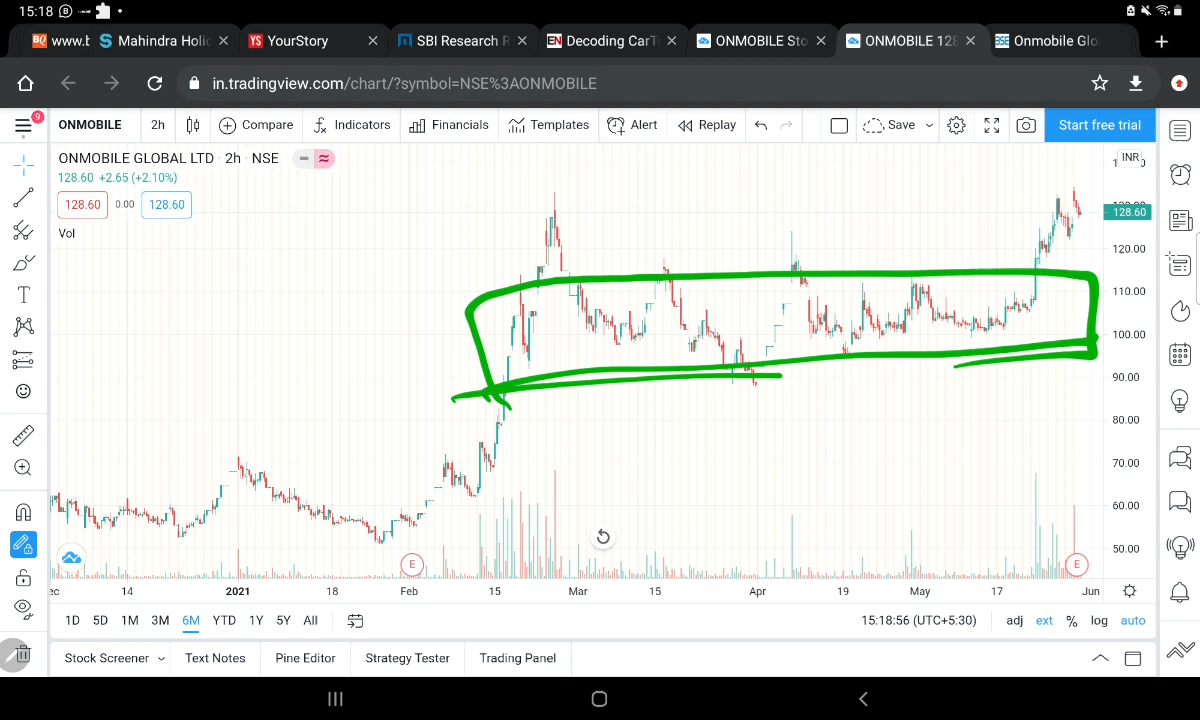 15:18
www.b
Mahindra Holic
YourStory
SBI Research R
Decoding CarT
ONMOBILE Sto
ONMOBILE 128
Onmobile Glo
in.tradingview.com/chart/?symbol=NSE%3AONMOBILE
9
ONMOBILE
2h
Compare
Indicators
Financials
Templates
Alert
Replay
Save
Start free trial
ONMOBILE GLOBAL LTD · 2h · NSE
INR
128.60 +2.65 (+2.10%)
128.60
0.00
128.60
Vol
128.60
120.00
110.00
100.00
90.00
80.00
70.00
60.00
50.00
E
E
14
2021
18
Feb
15
Mar
15
Apr
19
May
17
Jun
1D
5D
1M
3M
6M
YTD
1Y
5Y
All
15:18:56 (UTC+5:30)
adj
ext
%
log
auto
Stock Screener
Text Notes
Pine Editor
Strategy Tester
Trading Panel